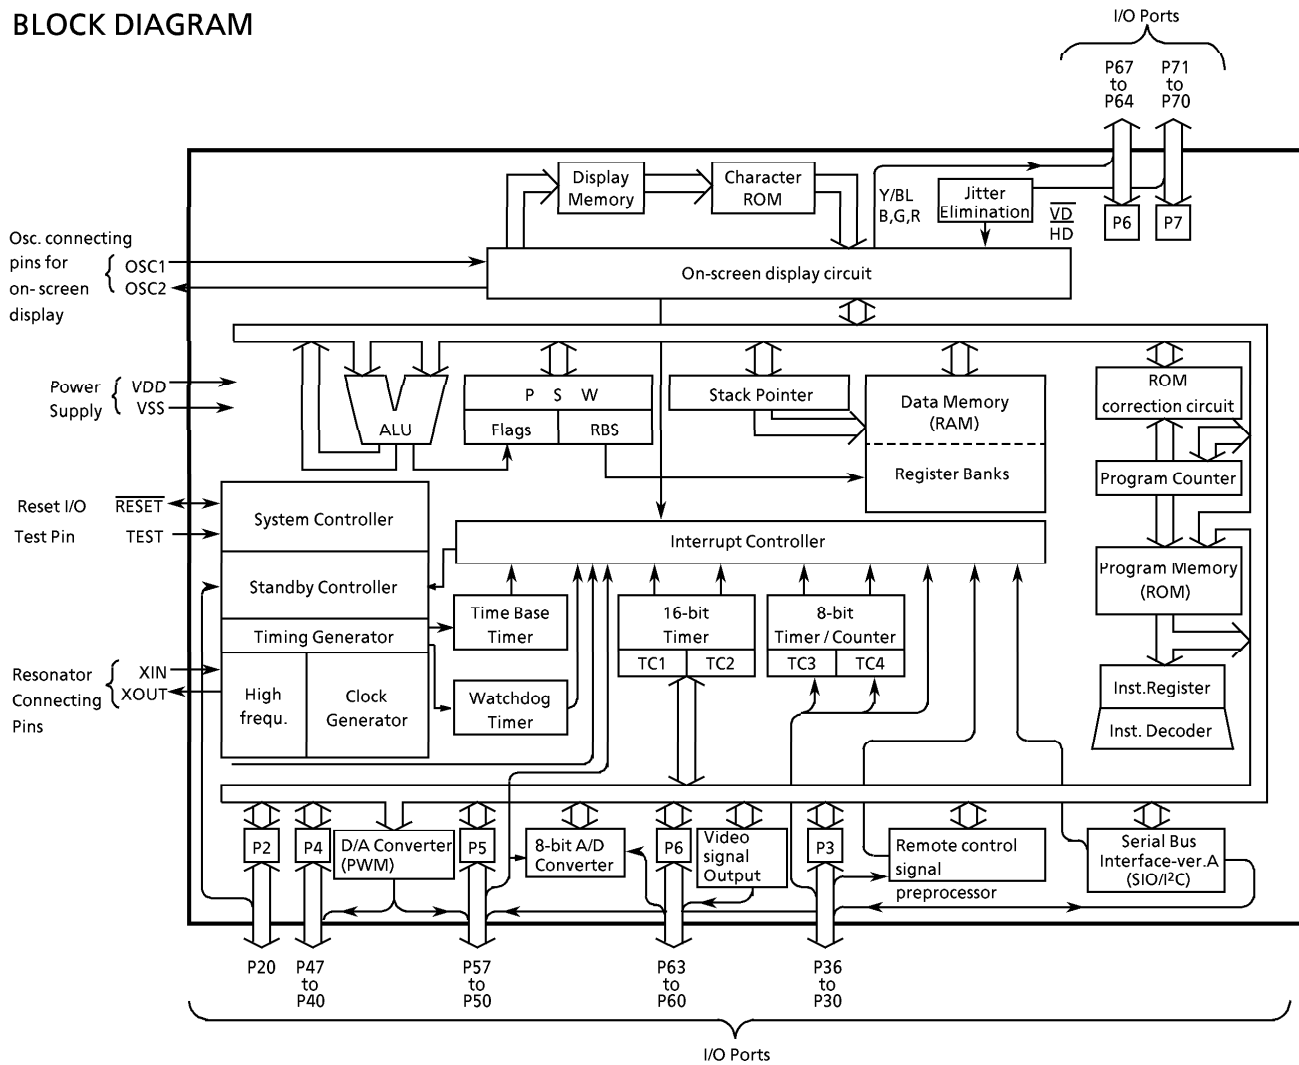 BLOCK DIAGRAM
I/O Ports
P67 P71
to to
P64 P70
Display
Memory
Character
ROM
Y/BL
B,G,R
Jitter
Elimination
VD
HD
P6 P7
Osc. connecting
pins for
on- screen
display
OSC1
OSC2
On-screen display circuit
Power
Supply
VDD
VSS
ALU
P S W
Flags RBS
Stack Pointer
Data Memory
(RAM)
Register Banks
ROM
correction circuit
Program Counter
Program Memory
(ROM)
Inst.Register
Inst. Decoder
Reset I/O RESET
Test Pin TEST
System Controller
Standby Controller
Timing Generator
High
frequ.
Clock
Generator
Interrupt Controller
Time Base
Timer
Watchdog
Timer
16-bit
Timer
TC1 TC2
8-bit
Timer / Counter
TC3 TC4
Resonator
Connecting
Pins
XIN
XOUT
P2 P4
D/A Converter
(PWM)
P5
8-bit A/D
Converter
P6
Video
signal
Output
P3
Remote control
signal
preprocessor
Serial Bus
Interface-ver.A
(SIO/I²C)
P20 P47 P57 P63 P36
to to to to
P40 P50 P60 P30
I/O Ports